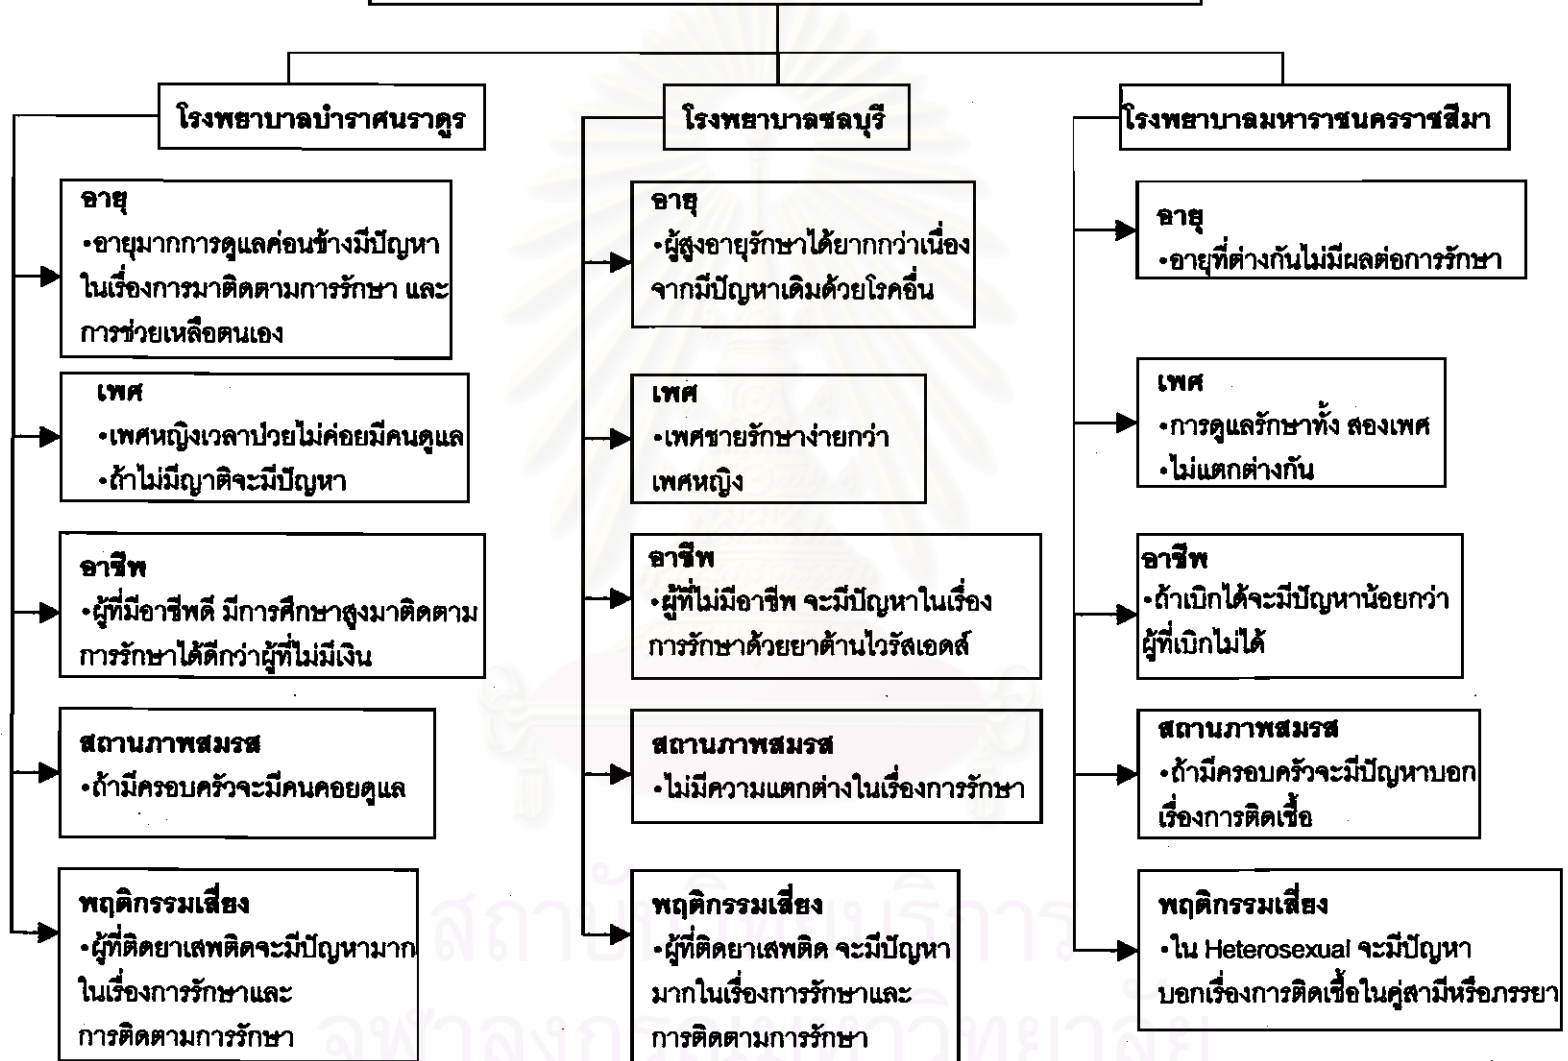 โรงพยาบาลบำราศนราดูร
อายุ
•อายุมากการดูแลค่อนข้างมีปัญหา
ในเรื่องการมาติดตามการรักษา และ
การช่วยเหลือตนเอง
เพศ
•เพศหญิงเวลาป่วยไม่ค่อยมีคนดูแล
•ถ้าไม่มีญาติจะมีปัญหา
อาชีพ
•ผู้ที่มีอาชีพดี มีการศึกษาสูงมาติดตาม
การรักษาได้ดีกว่าผู้ที่ไม่มีเงิน
สถานภาพสมรส
•ถ้ามีครอบครัวจะมีคนคอยดูแล
พฤติกรรมเสี่ยง
•ผู้ที่ติดยาเสพติดจะมีปัญหามาก
ในเรื่องการรักษาและ
การติดตามการรักษา
โรงพยาบาลชลบุรี
อายุ
•ผู้สูงอายุรักษาได้ยากกว่าเนื่อง
จากมีปัญหาเดิมด้วยโรคอื่น
เพศ
•เพศชายรักษาง่ายกว่า
เพศหญิง
อาชีพ
•ผู้ที่ไม่มีอาชีพ จะมีปัญหาในเรื่อง
การรักษาด้วยยาต้านไวรัสเอดส์
สถานภาพสมรส
•ไม่มีความแตกต่างในเรื่องการรักษา
พฤติกรรมเสี่ยง
•ผู้ที่ติดยาเสพติด จะมีปัญหา
มากในเรื่องการรักษาและ
การติดตามการรักษา
โรงพยาบาลมหาราชนครราชสีมา
อายุ
•อายุที่ต่างกันไม่มีผลต่อการรักษา
เพศ
•การดูแลรักษาทั้ง สองเพศ
•ไม่แตกต่างกัน
อาชีพ
•ถ้าเบิกได้จะมีปัญหาน้อยกว่า
ผู้ที่เบิกไม่ได้
สถานภาพสมรส
•ถ้ามีครอบครัวจะมีปัญหาบอก
เรื่องการติดเชื้อ
พฤติกรรมเสี่ยง
•ใน Heterosexual จะมีปัญหา
บอกเรื่องการติดเชื้อในคู่สามีหรือภรรยา
สถาบันวิทยบริการ
จุฬาลงกรณ์มหาวิทยาลัย